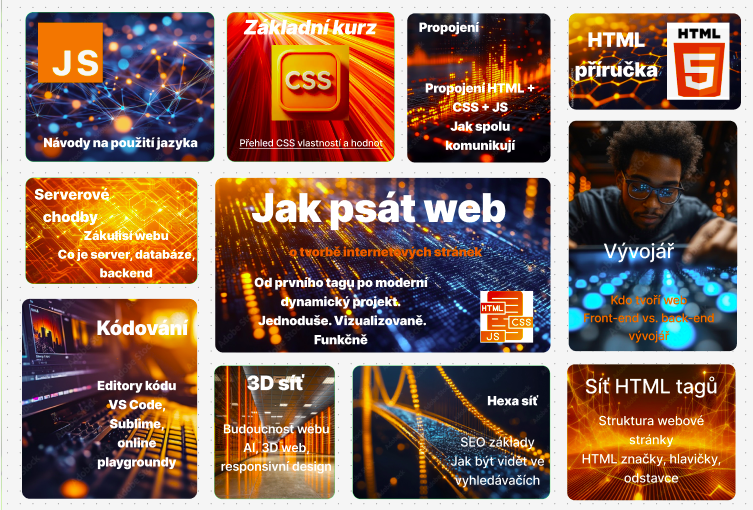 JS
Návody na použití jazyka
Základní kurz
CSS
Přehled CSS vlastností a hodnot
Propojení
Propojení HTML +
CSS + JS
Jak spolu
komunikují
HTML
příručka
HTML
5
Serverové
chodby
Zákulisí webu
Co je server, databáze,
backend
Jak psát web
o tvorbě internetových stránek
Od prvního tagu po moderní
dynamický projekt.
Jednoduše. Vizualizovaně.
Funkčně
HTML
CSS
JS
Vývojář
Kdo tvoří web
Front-end vs. back-end
vývojář
Kódování
Editory kódu
VS Code,
Sublime,
online
playgroundy
3D síť
Budoucnost webu
AI, 3D web,
responsivní design
Hexa síť
SEO základy
Jak být vidět ve
vyhledávačích
Síť HTML tagů
Struktura webové
stránky
HTML značky, hlavičky,
odstavce